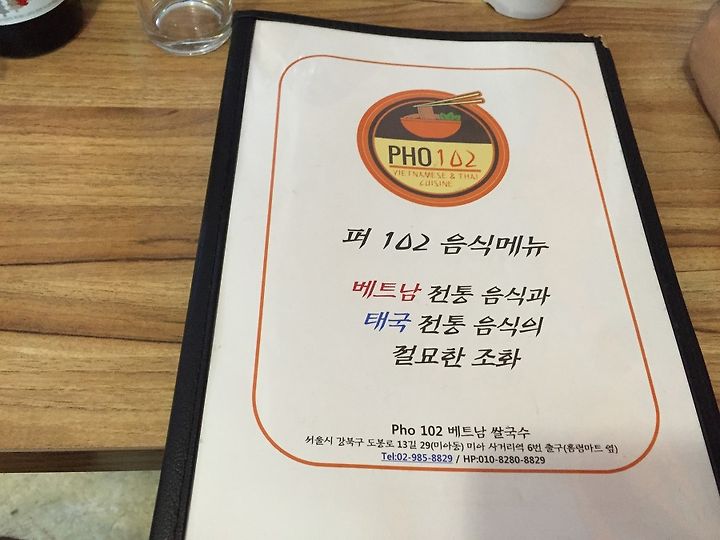 PHO 102
VIETNAMESE & THAI
CUISINE
퍼 102 음식메뉴
베트남 전통 음식과
태국 전통 음식의
절묘한 조화
Pho 102 베트남 쌀국수
서울시 강북구 도봉로 13길 29(미아동) 미아 사거리역 6번 출구(홈렴마트 옆)
Tel:02-985-8829 / HP:010-8280-8829